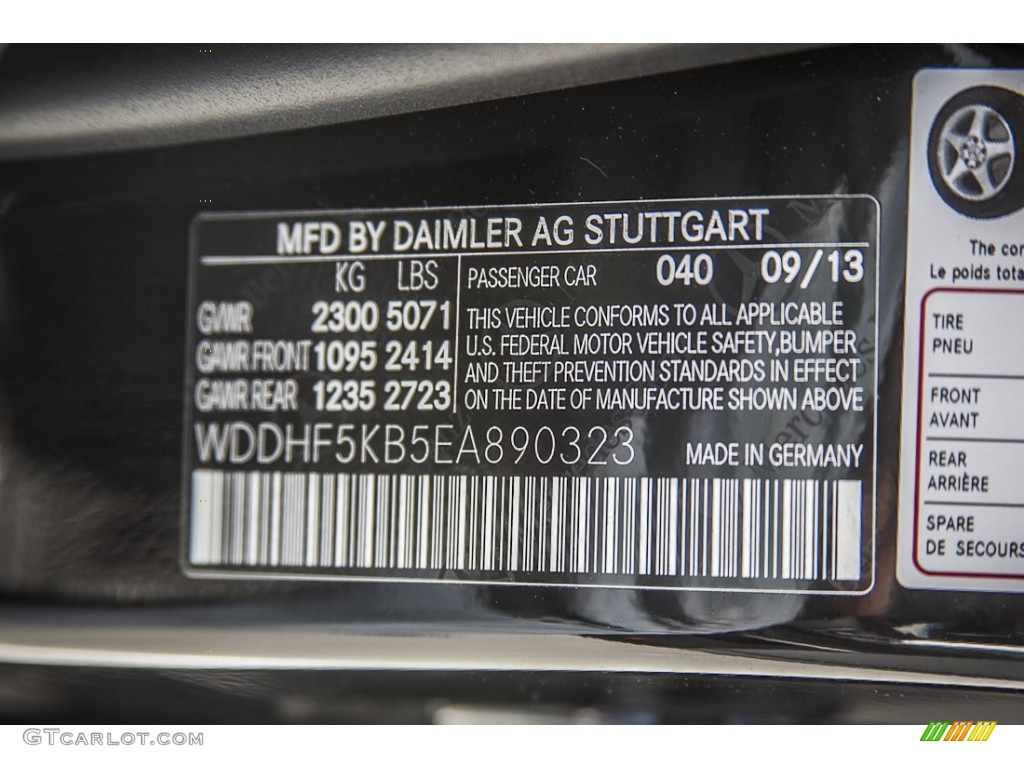 MFD BY DAIMLER AG STUTTGART
KG LBS
GVWR 2300 5071
GAWR FRONT 1095 2414
GAWR REAR 1235 2723
PASSENGER CAR 040 09/13
THIS VEHICLE CONFORMS TO ALL APPLICABLE
U.S. FEDERAL MOTOR VEHICLE SAFETY,BUMPER
AND THEFT PREVENTION STANDARDS IN EFFECT
ON THE DATE OF MANUFACTURE SHOWN ABOVE
WDDHF5KB5EA890323
MADE IN GERMANY
The
Le poids
TIRE
PNEU
FRONT
AVANT
REAR
ARRIÈRE
SPARE
DE SECOURS
GTcarlot.com